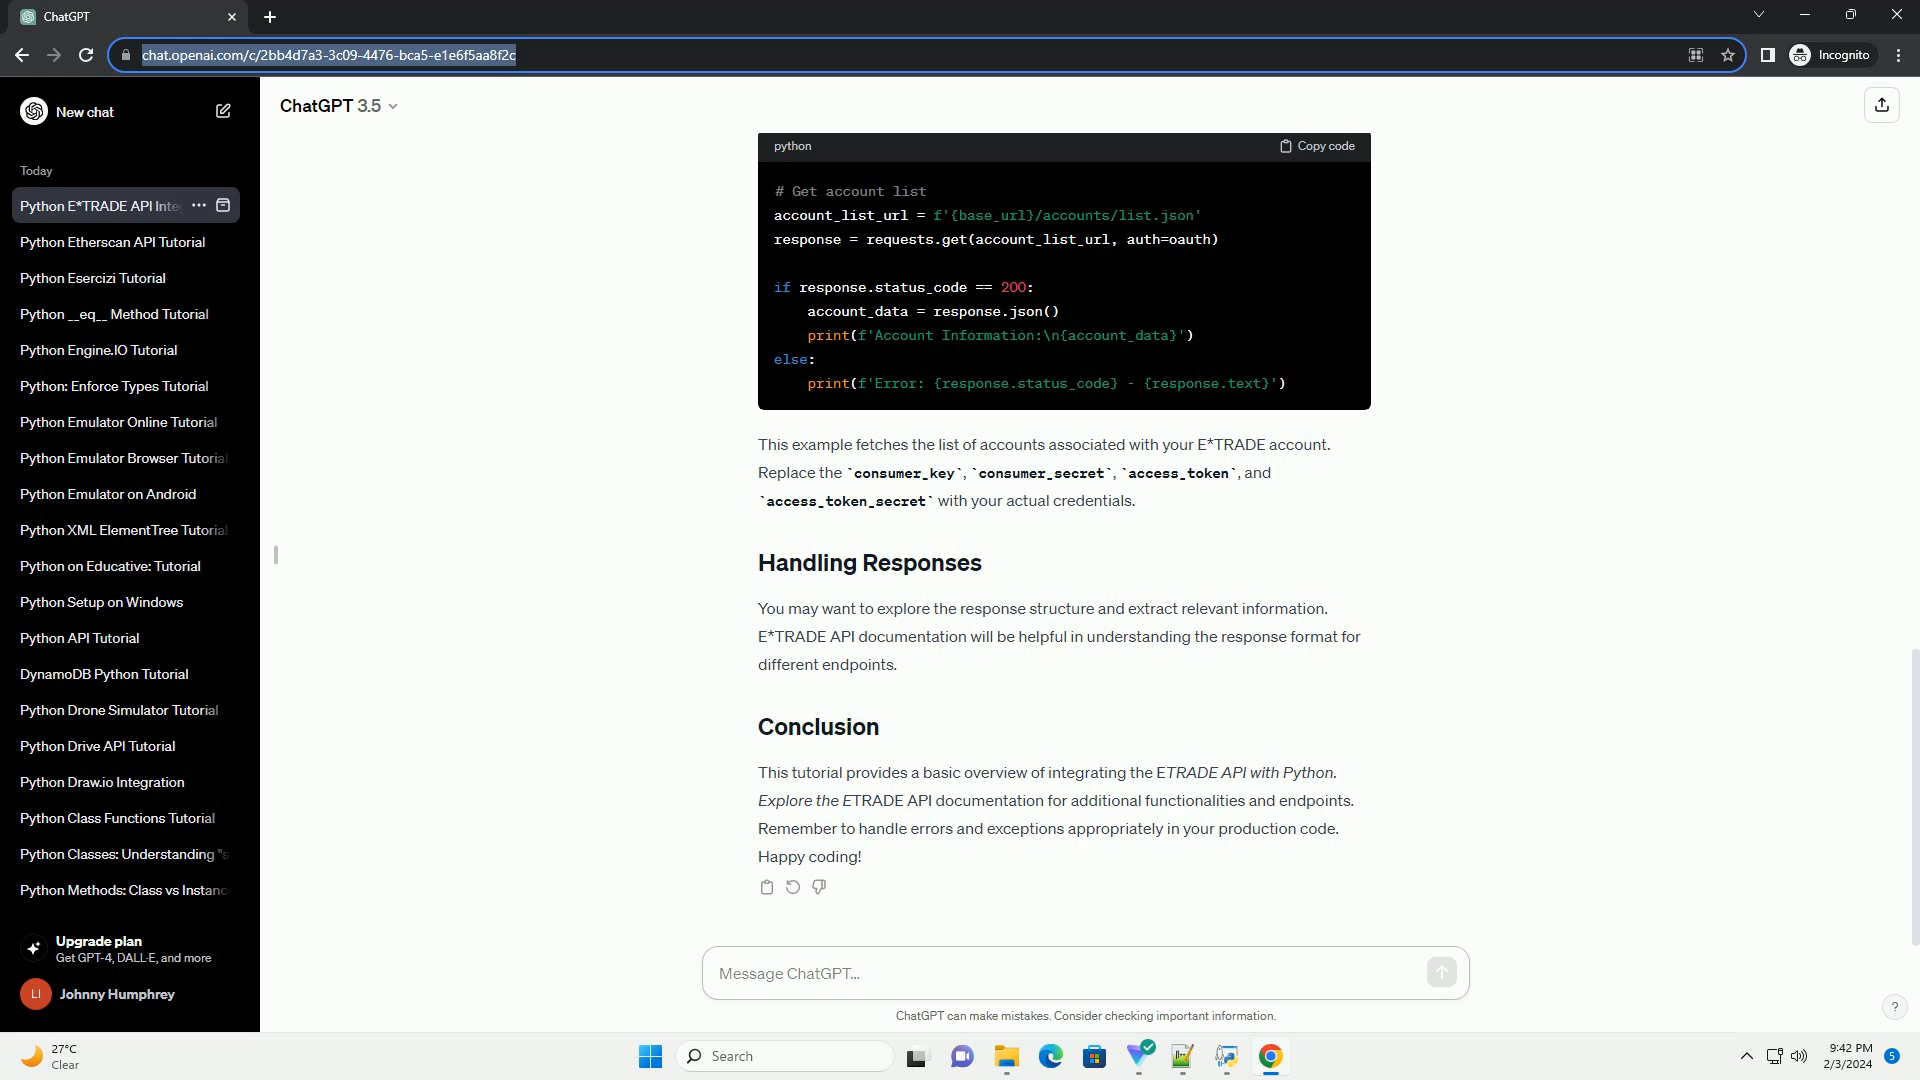 ChatGPT
chat.openai.com/c/2bb4d7a3-3c09-4476-bca5-e1e6f5aa8f2c
Incognito
New chat
Today
Python E*TRADE API Inte
Python Etherscan API Tutorial
Python Esercizi Tutorial
Python __eq__ Method Tutorial
Python Engine.IO Tutorial
Python: Enforce Types Tutorial
Python Emulator Online Tutorial
Python Emulator Browser Tutorial
Python Emulator on Android
Python XML ElementTree Tutorial
Python on Educative: Tutorial
Python Setup on Windows
Python API Tutorial
DynamoDB Python Tutorial
Python Drone Simulator Tutorial
Python Drive API Tutorial
Python Draw.io Integration
Python Class Functions Tutorial
Python Classes: Understanding "s
Python Methods: Class vs Instanc
Upgrade plan
Get GPT-4, DALL·E, and more
LI
Johnny Humphrey
ChatGPT 3.5
python
Copy code
# Get account list
account_list_url = f'{base_url}/accounts/list.json'
response = requests.get(account_list_url, auth=oauth)
if response.status_code == 200:
account_data = response.json()
print(f'Account Information:\n{account_data}')
else:
print(f'Error: {response.status_code} - {response.text}')
This example fetches the list of accounts associated with your E*TRADE account.
Replace the `consumer_key`, `consumer_secret`, `access_token`, and
`access_token_secret` with your actual credentials.
Handling Responses
You may want to explore the response structure and extract relevant information.
E*TRADE API documentation will be helpful in understanding the response format for
different endpoints.
Conclusion
This tutorial provides a basic overview of integrating the ETRADE API with Python.
Explore the ETRADE API documentation for additional functionalities and endpoints.
Remember to handle errors and exceptions appropriately in your production code.
Happy coding!
Message ChatGPT...
ChatGPT can make mistakes. Consider checking important information.
?
27°C
Clear
Search
9:42 PM
2/3/2024
5